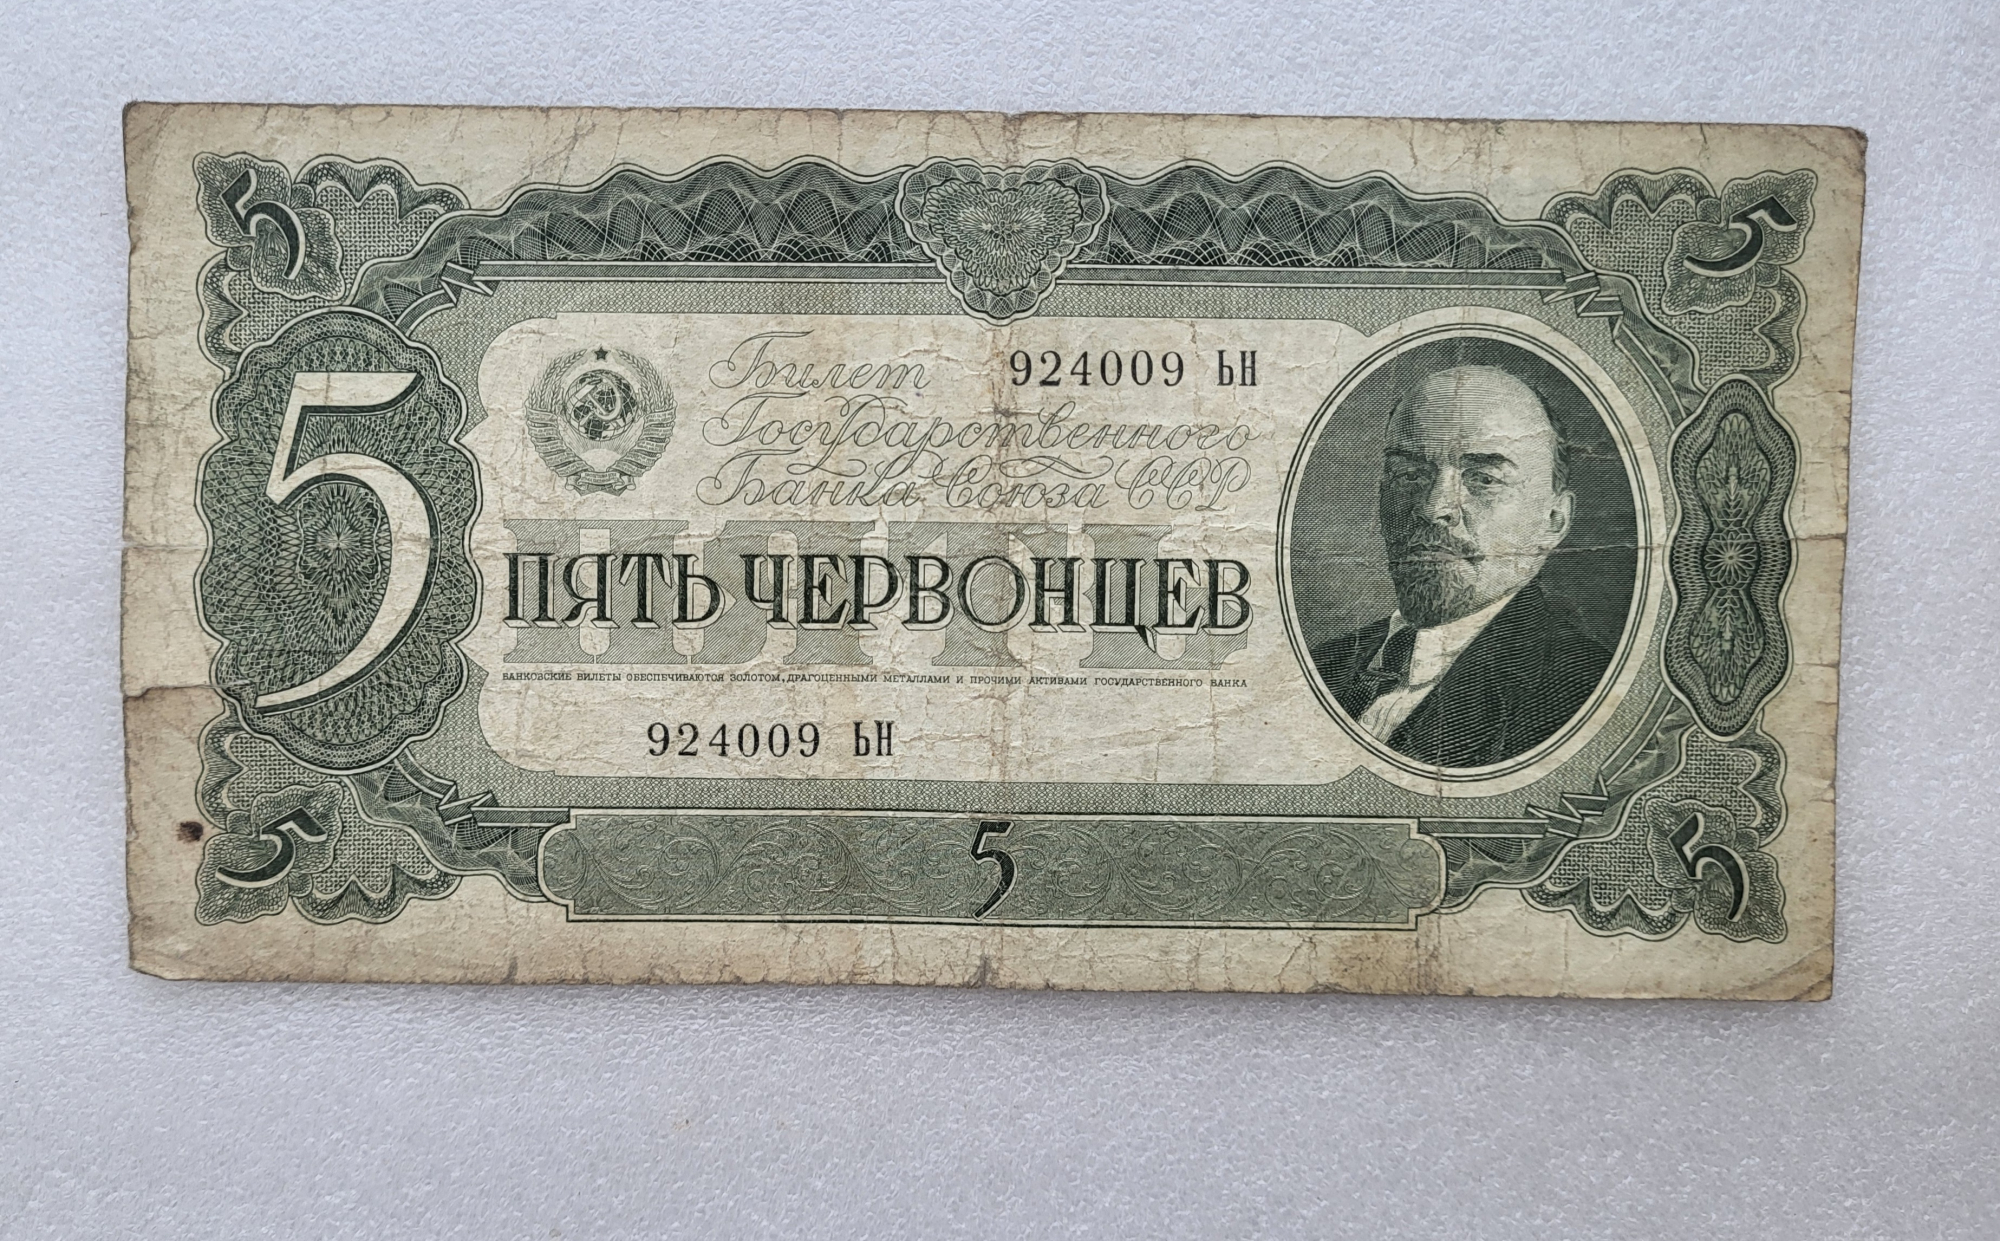 5
5
Билет
924009 ЬН
Государственного
Банка Союза ССР
5
ПЯТЬ
ПЯТЬ ЧЕРВОНЦЕВ
БАНКОВСКИЕ БИЛЕТЫ ОБЕСПЕЧИВАЮТСЯ ЗОЛОТОМ, ДРАГОЦЕННЫМИ МЕТАЛЛАМИ И ПРОЧИМИ АКТИВАМИ ГОСУДАРСТВЕННОГО БАНКА
924009 ЬН
5
5
5